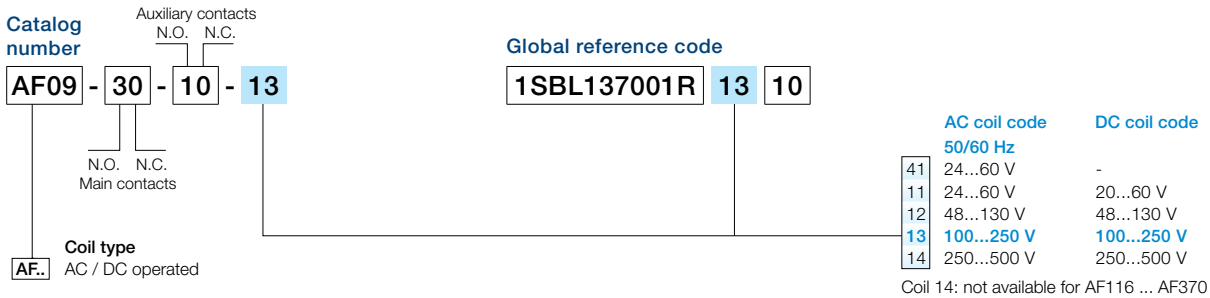 Auxiliary contacts
N.O. N.C.
Catalog
number
AF09 - 30 - 10 - 13
N.O. N.C.
Main contacts
Coil type
AF.. AC / DC operated
Global reference code
1SBL137001R 13 10
AC coil code DC coil code
50/60 Hz
41 24...60 V -
11 24...60 V 20...60 V
12 48...130 V 48...130 V
13 100...250 V 100...250 V
14 250...500 V 250...500 V
Coil 14: not available for AF116 ... AF370